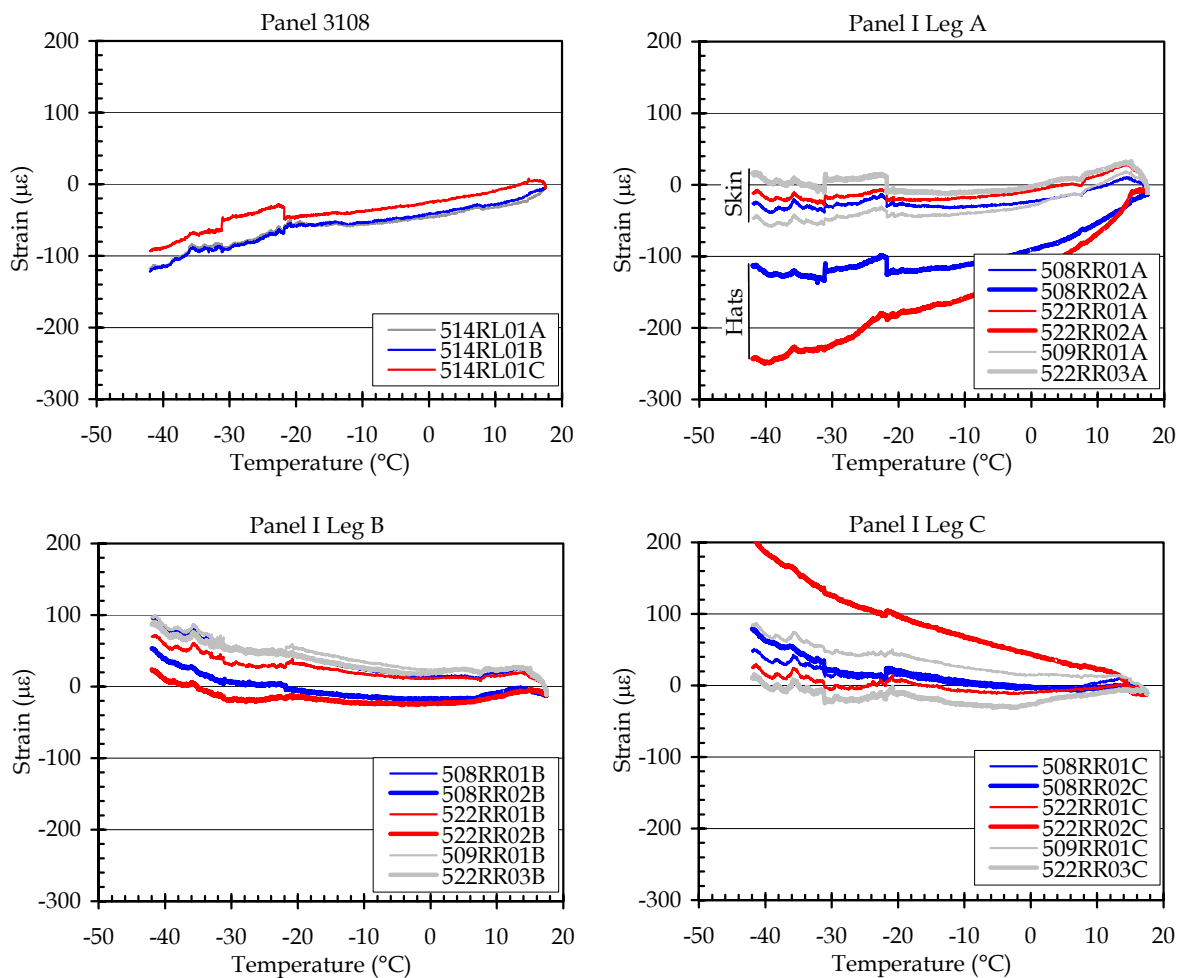 Panel 3108
200
100
0
-100
-200
-300
Strain (με)
-50
-40
-30
-20
-10
0
10
20
Temperature (°C)
514RL01A
514RL01B
514RL01C
Panel I Leg A
200
100
0
-100
-200
-300
Strain (με)
Skin
Hats
-50
-40
-30
-20
-10
0
10
20
Temperature (°C)
508RR01A
508RR02A
522RR01A
522RR02A
509RR01A
522RR03A
Panel I Leg B
200
100
0
-100
-200
-300
Strain (με)
-50
-40
-30
-20
-10
0
10
20
Temperature (°C)
508RR01B
508RR02B
522RR01B
522RR02B
509RR01B
522RR03B
Panel I Leg C
200
100
0
-100
-200
-300
Strain (με)
-50
-40
-30
-20
-10
0
10
20
Temperature (°C)
508RR01C
508RR02C
522RR01C
522RR02C
509RR01C
522RR03C